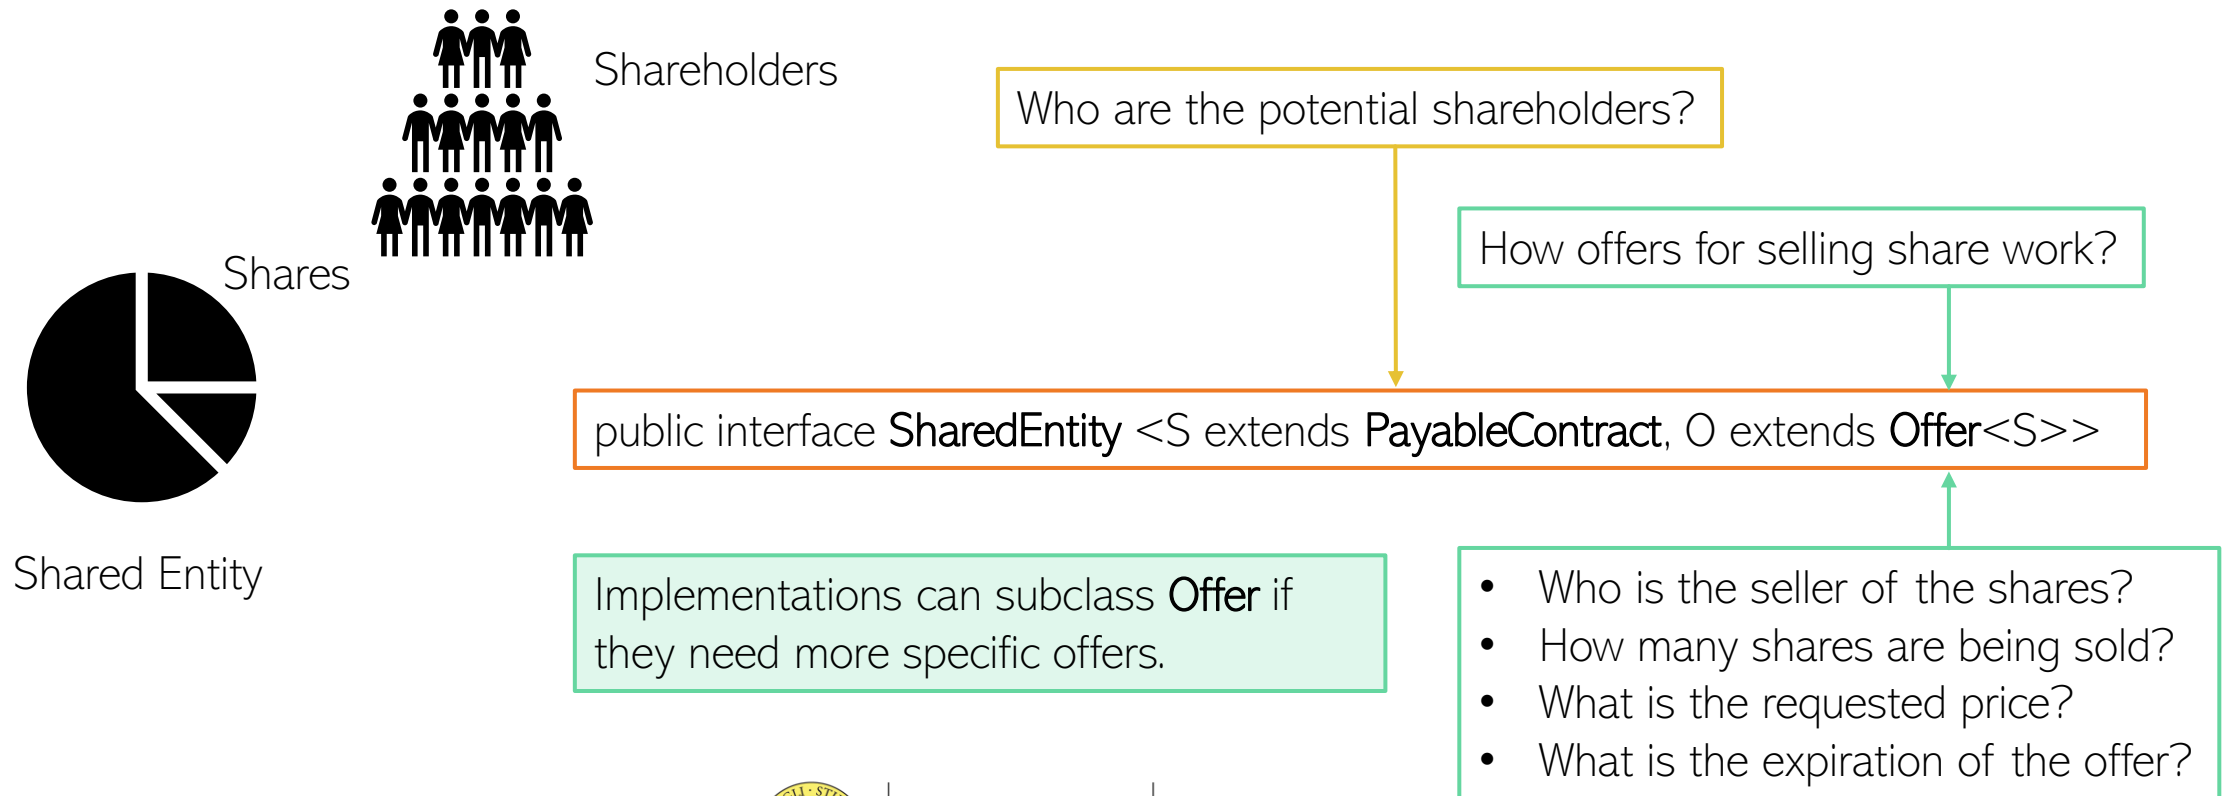 Shareholders
Who are the potential shareholders?
How offers for selling share work?
Shares
public interface SharedEntity <S extends PayableContract, O extends Offer<S>>
Shared Entity
Implementations can subclass Offer if
they need more specific offers.
• Who is the seller of the shares?
• How many shares are being sold?
• What is the requested price?
• What is the expiration of the offer?